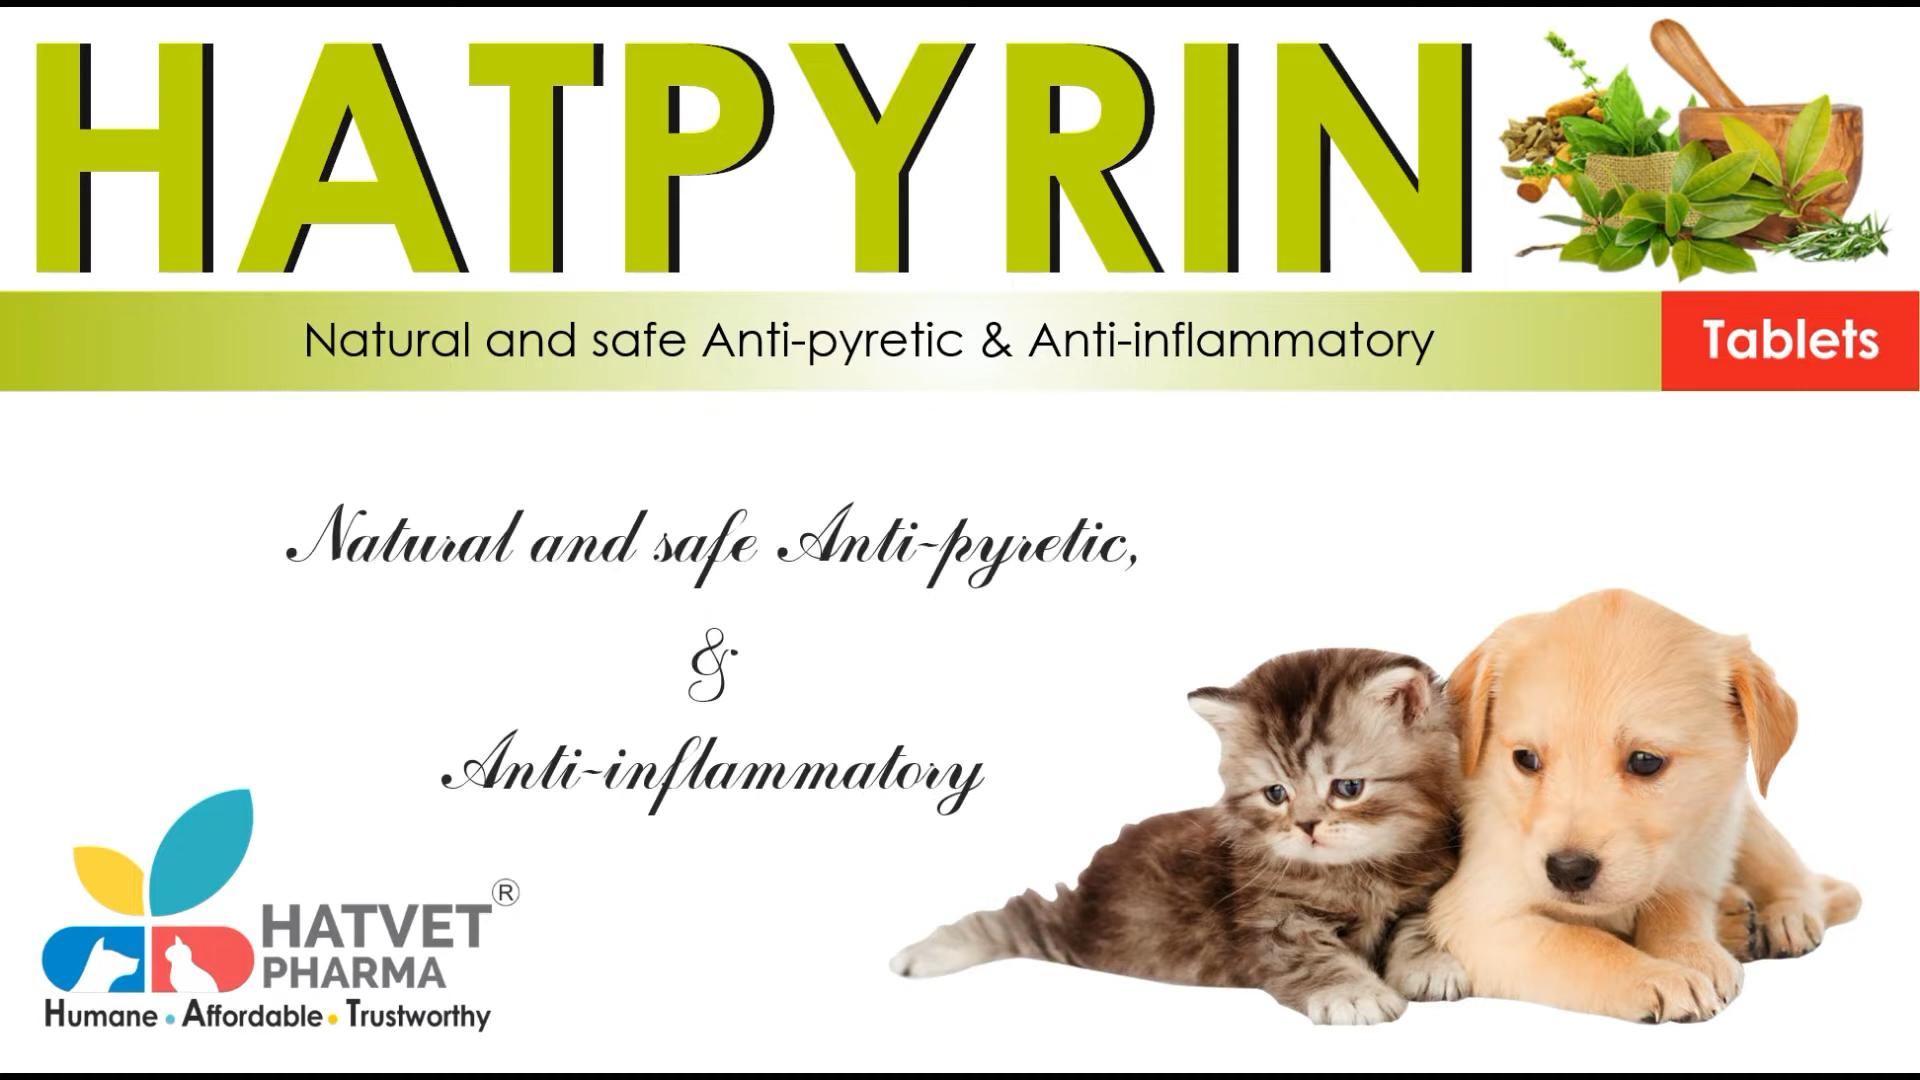 HATPYRIN
Natural and safe Anti-pyretic & Anti-inflammatory
Tablets
Natural and safe Anti-pyretic,
&
Anti-inflammatory
HATVET®
PHARMA
Humane • Affordable • Trustworthy